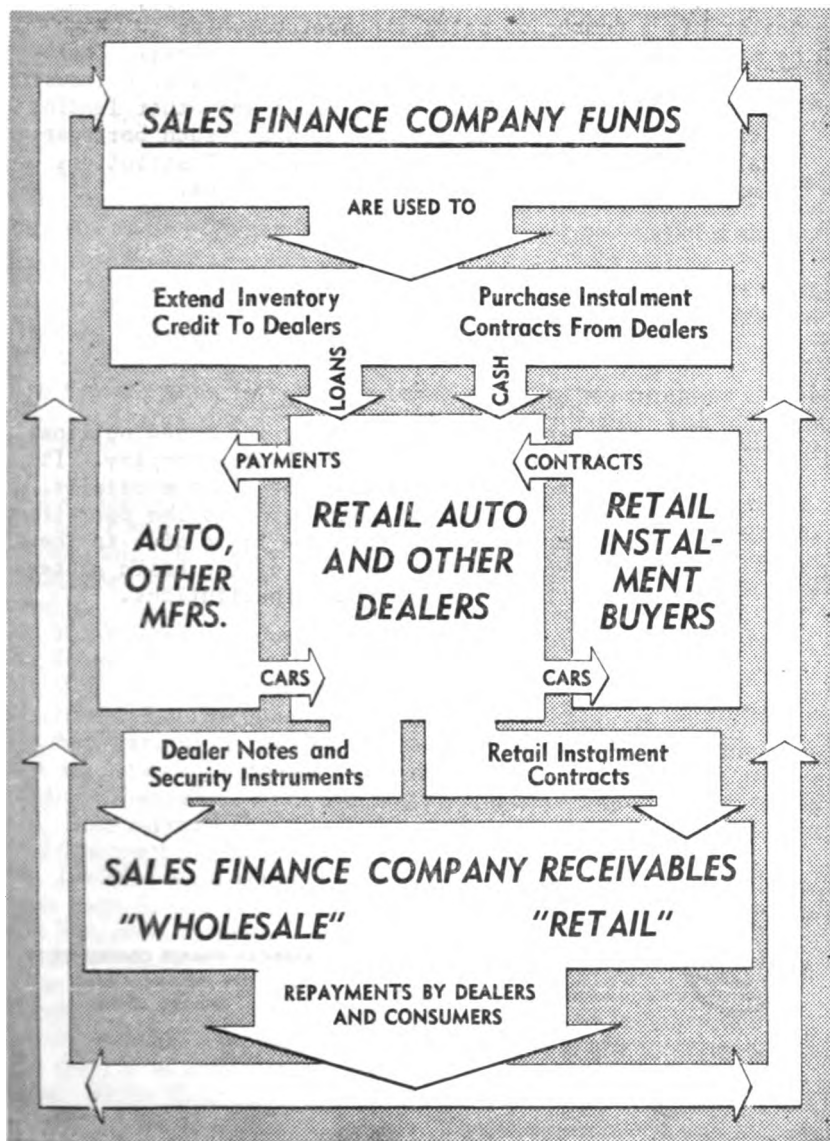 SALES FINANCE COMPANY FUNDS
ARE USED TO
Extend Inventory
Credit To Dealers
Purchase Instalment
Contracts From Dealers
LOANS
CASH
PAYMENTS
CONTRACTS
AUTO,
OTHER
MFRS.
RETAIL AUTO
AND OTHER
DEALERS
RETAIL
INSTAL-
MENT
BUYERS
CARS
CARS
Dealer Notes and
Security Instruments
Retail Instalment
Contracts
SALES FINANCE COMPANY RECEIVABLES
"WHOLESALE"
"RETAIL"
REPAYMENTS BY DEALERS
AND CONSUMERS